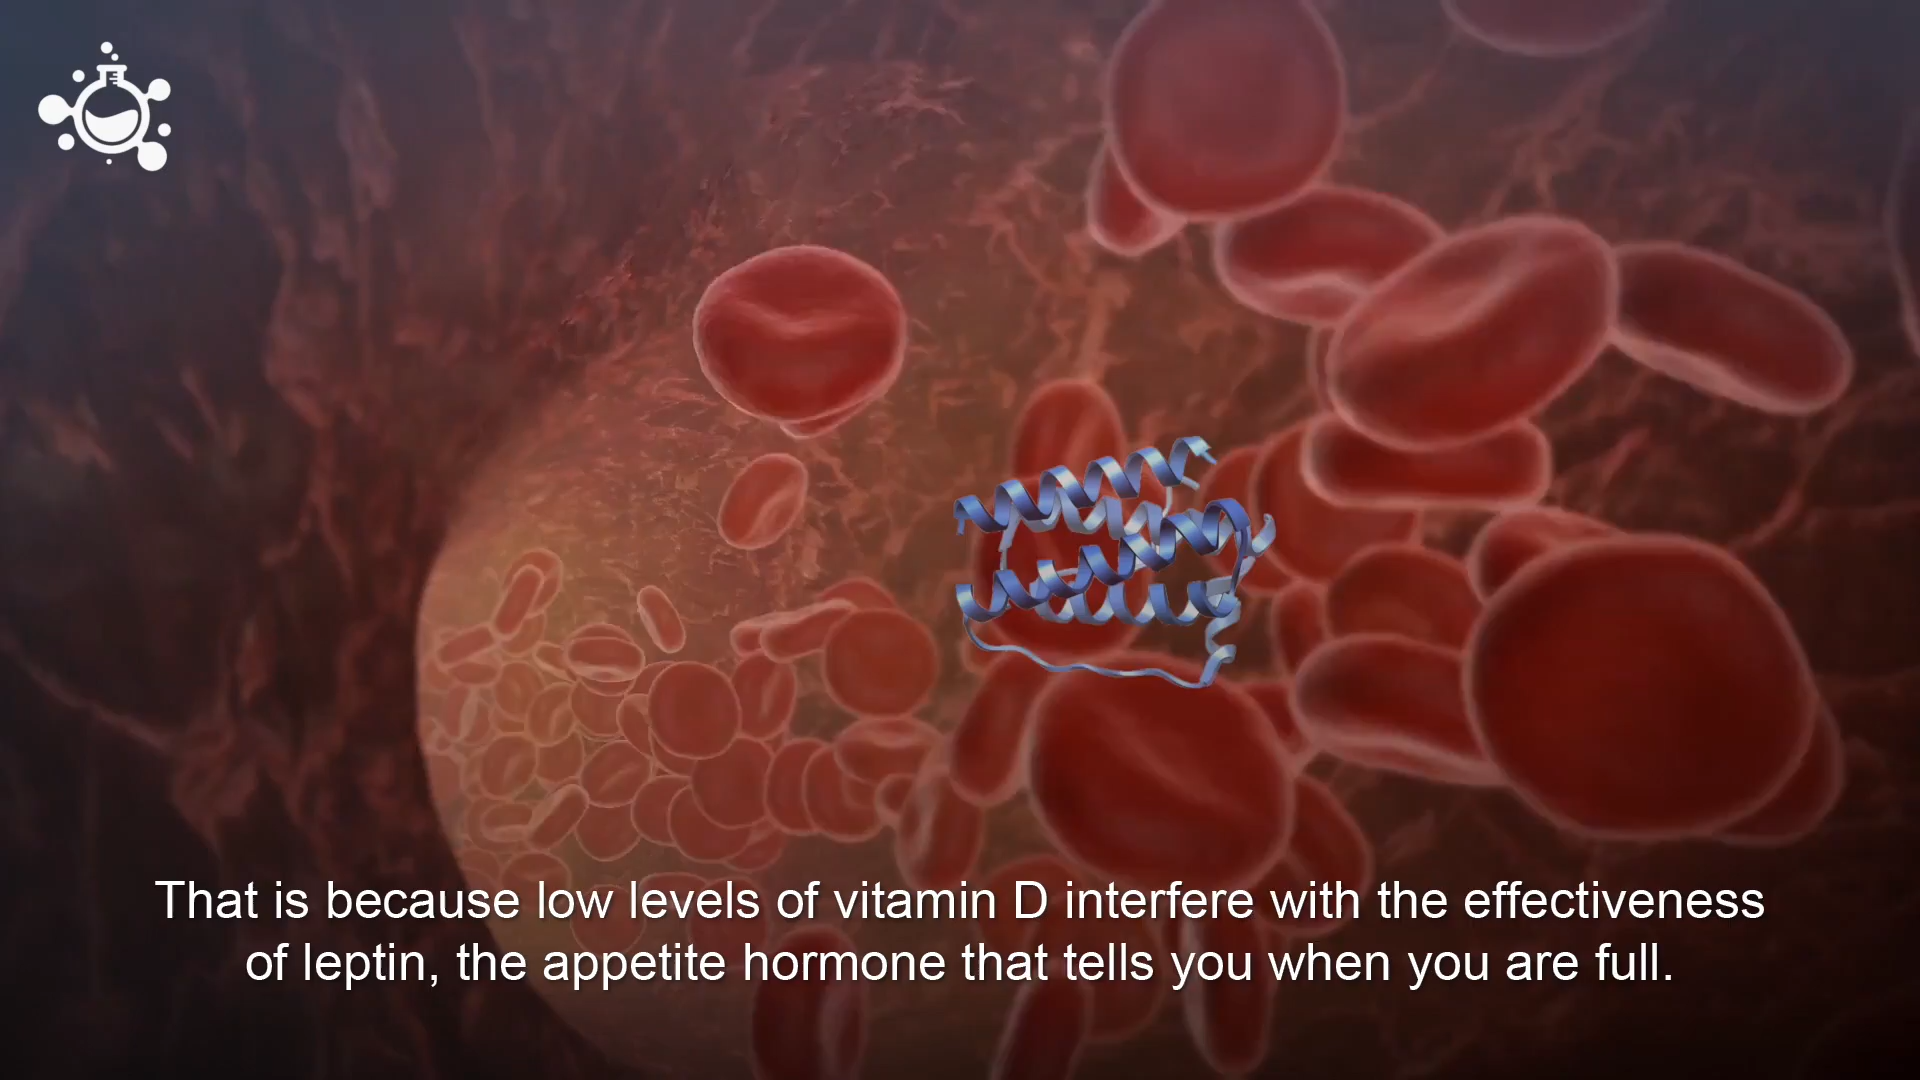 That is because low levels of vitamin D interfere with the effectiveness
of leptin, the appetite hormone that tells you when you are full.